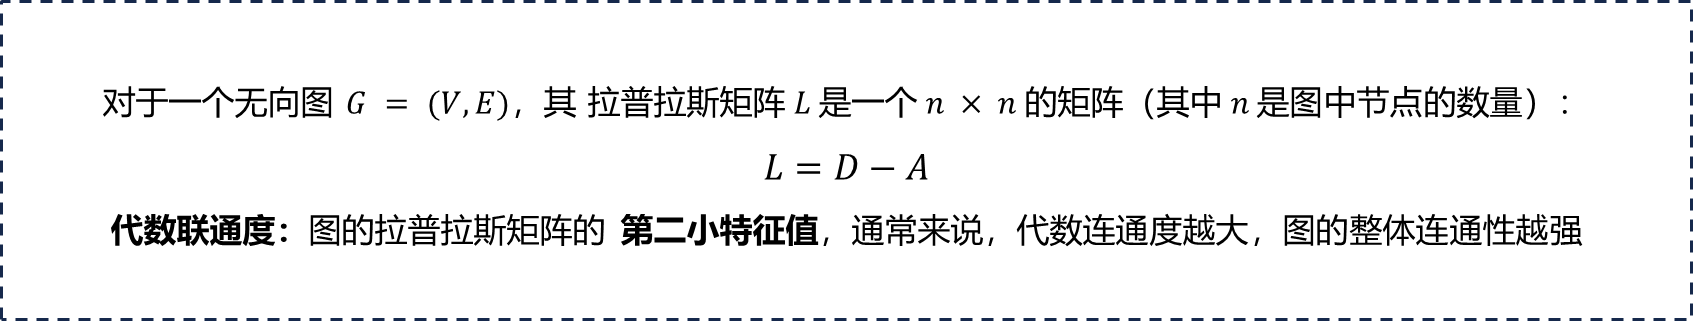 对于一个无向图 G = (V, E)，其 拉普拉斯矩阵 L 是一个 n × n 的矩阵（其中 n 是图中节点的数量）：
L = D − A
代数联通度：图的拉普拉斯矩阵的 第二小特征值，通常来说，代数连通度越大，图的整体连通性越强